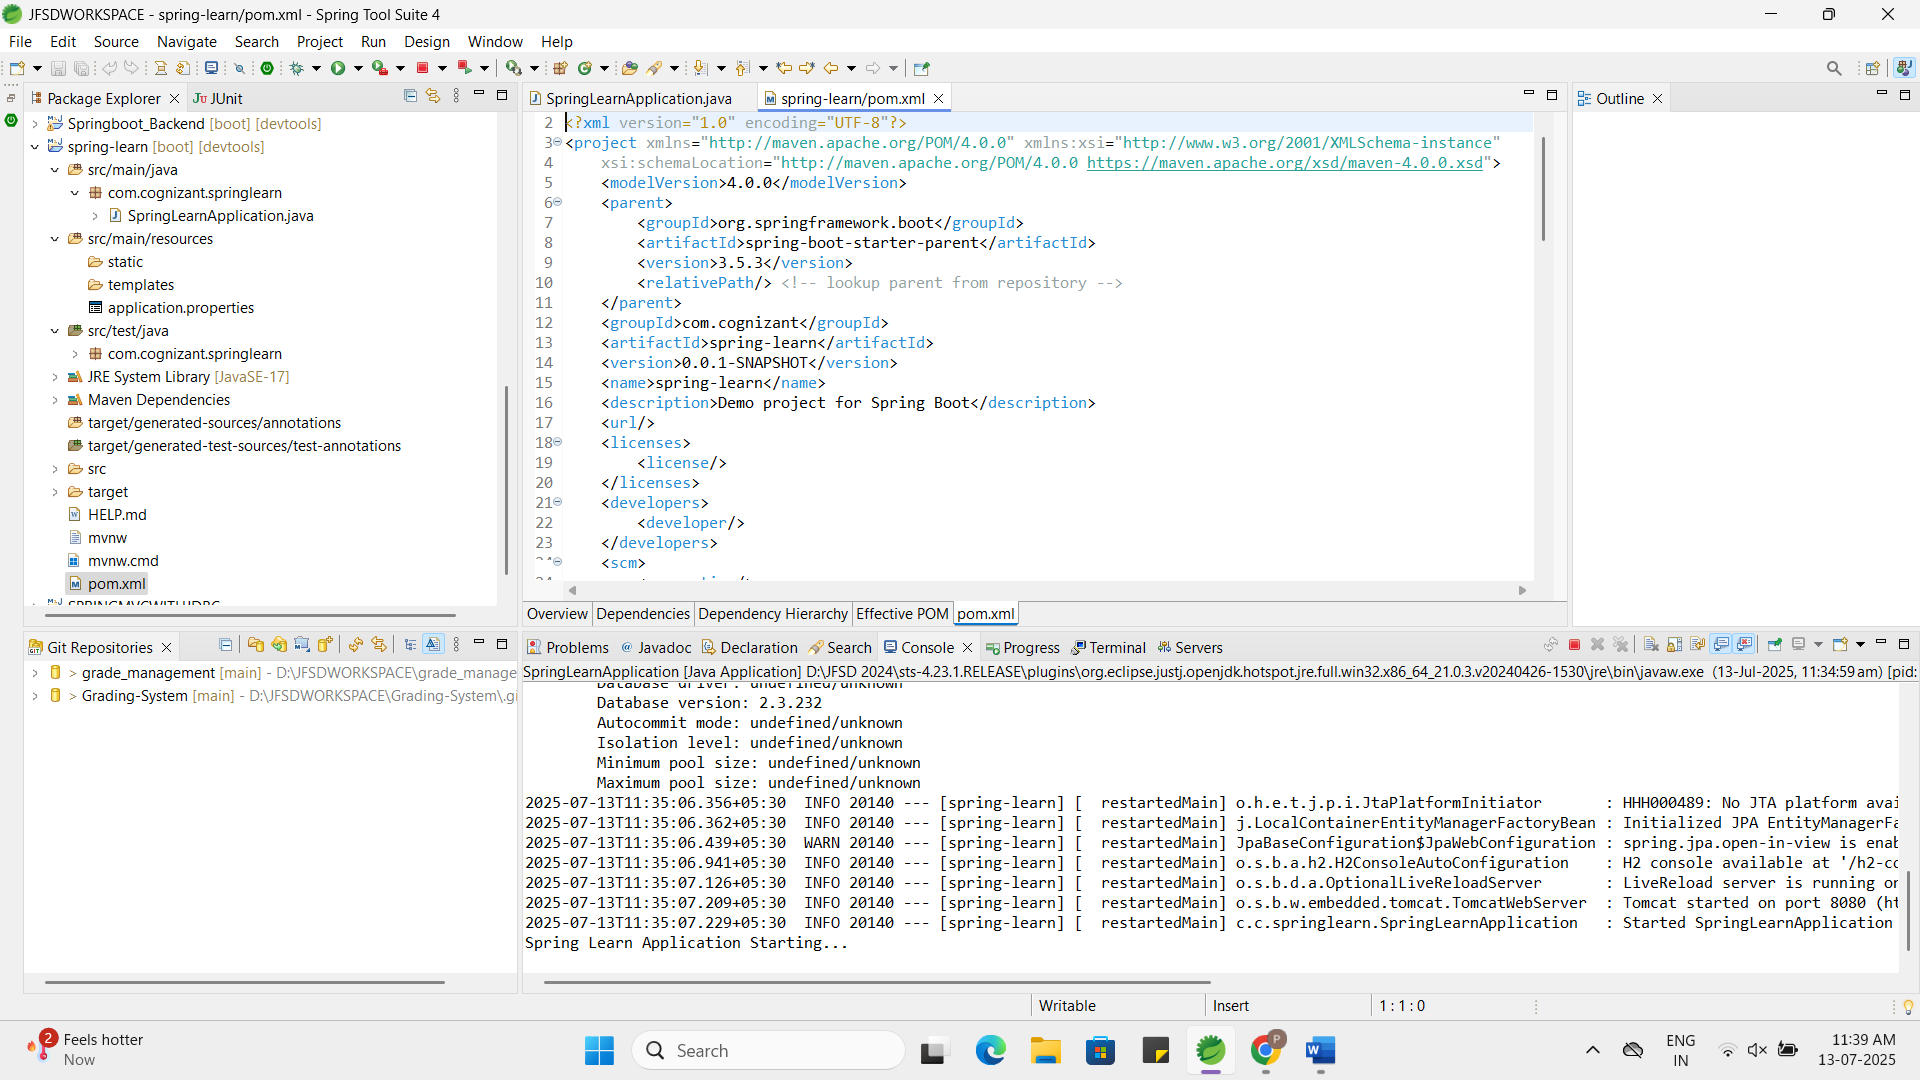 JFSDWORKSPACE - spring-learn/pom.xml - Spring Tool Suite 4
File Edit Source Navigate Search Project Run Design Window Help
Package Explorer
JUnit
Springboot_Backend [boot] [devtools]
spring-learn [boot] [devtools]
src/main/java
com.cognizant.springlearn
SpringLearnApplication.java
src/main/resources
static
templates
application.properties
src/test/java
com.cognizant.springlearn
JRE System Library [JavaSE-17]
Maven Dependencies
target/generated-sources/annotations
target/generated-test-sources/test-annotations
src
target
HELP.md
mvnw
mvnw.cmd
pom.xml
SpringLearnApplication.java
spring-learn/pom.xml
2 <?xml version="1.0" encoding="UTF-8"?>
3 <project xmlns="http://maven.apache.org/POM/4.0.0" xmlns:xsi="http://www.w3.org/2001/XMLSchema-instance"
4 xsi:schemaLocation="http://maven.apache.org/POM/4.0.0 https://maven.apache.org/xsd/maven-4.0.0.xsd">
5 <modelVersion>4.0.0</modelVersion>
6 <parent>
7 <groupId>org.springframework.boot</groupId>
8 <artifactId>spring-boot-starter-parent</artifactId>
9 <version>3.5.3</version>
10 <relativePath/> <!-- lookup parent from repository -->
11 </parent>
12 <groupId>com.cognizant</groupId>
13 <artifactId>spring-learn</artifactId>
14 <version>0.0.1-SNAPSHOT</version>
15 <name>spring-learn</name>
16 <description>Demo project for Spring Boot</description>
17 <url/>
18 <licenses>
19 <license/>
20 </licenses>
21 <developers>
22 <developer/>
23 </developers>
<scm>
Overview Dependencies Dependency Hierarchy Effective POM pom.xml
Outline
Git Repositories
> grade_management [main] - D:\JFSDWORKSPACE\grade_manage
> Grading-System [main] - D:\JFSDWORKSPACE\Grading-System\.gi
Problems Javadoc Declaration Search Console Progress Terminal Servers
SpringLearnApplication [Java Application] D:\JFSD 2024\sts-4.23.1.RELEASE\plugins\org.eclipse.justj.openjdk.hotspot.jre.full.win32.x86_64_21.0.3.v20240426-1530\jre\bin\javaw.exe (13-Jul-2025, 11:34:59 am) [pid:
Database driver: undefined/unknown
Database version: 2.3.232
Autocommit mode: undefined/unknown
Isolation level: undefined/unknown
Minimum pool size: undefined/unknown
Maximum pool size: undefined/unknown
2025-07-13T11:35:06.356+05:30 INFO 20140 --- [spring-learn] [ restartedMain] o.h.e.t.j.p.i.JtaPlatformInitiator : HHH000489: No JTA platform avai
2025-07-13T11:35:06.362+05:30 INFO 20140 --- [spring-learn] [ restartedMain] j.LocalContainerEntityManagerFactoryBean : Initialized JPA EntityManagerFa
2025-07-13T11:35:06.439+05:30 WARN 20140 --- [spring-learn] [ restartedMain] JpaBaseConfiguration$JpaWebConfiguration : spring.jpa.open-in-view is enab
2025-07-13T11:35:06.941+05:30 INFO 20140 --- [spring-learn] [ restartedMain] o.s.b.a.h2.H2ConsoleAutoConfiguration : H2 console available at '/h2-co
2025-07-13T11:35:07.126+05:30 INFO 20140 --- [spring-learn] [ restartedMain] o.s.b.d.a.OptionalLiveReloadServer : LiveReload server is running on
2025-07-13T11:35:07.209+05:30 INFO 20140 --- [spring-learn] [ restartedMain] o.s.b.w.embedded.tomcat.TomcatWebServer : Tomcat started on port 8080 (ht
2025-07-13T11:35:07.229+05:30 INFO 20140 --- [spring-learn] [ restartedMain] c.c.springlearn.SpringLearnApplication : Started SpringLearnApplication
Spring Learn Application Starting...
Writable Insert 1 : 1 : 0
2
Feels hotter
Now
Search
P
ENG
IN
11:39 AM
13-07-2025